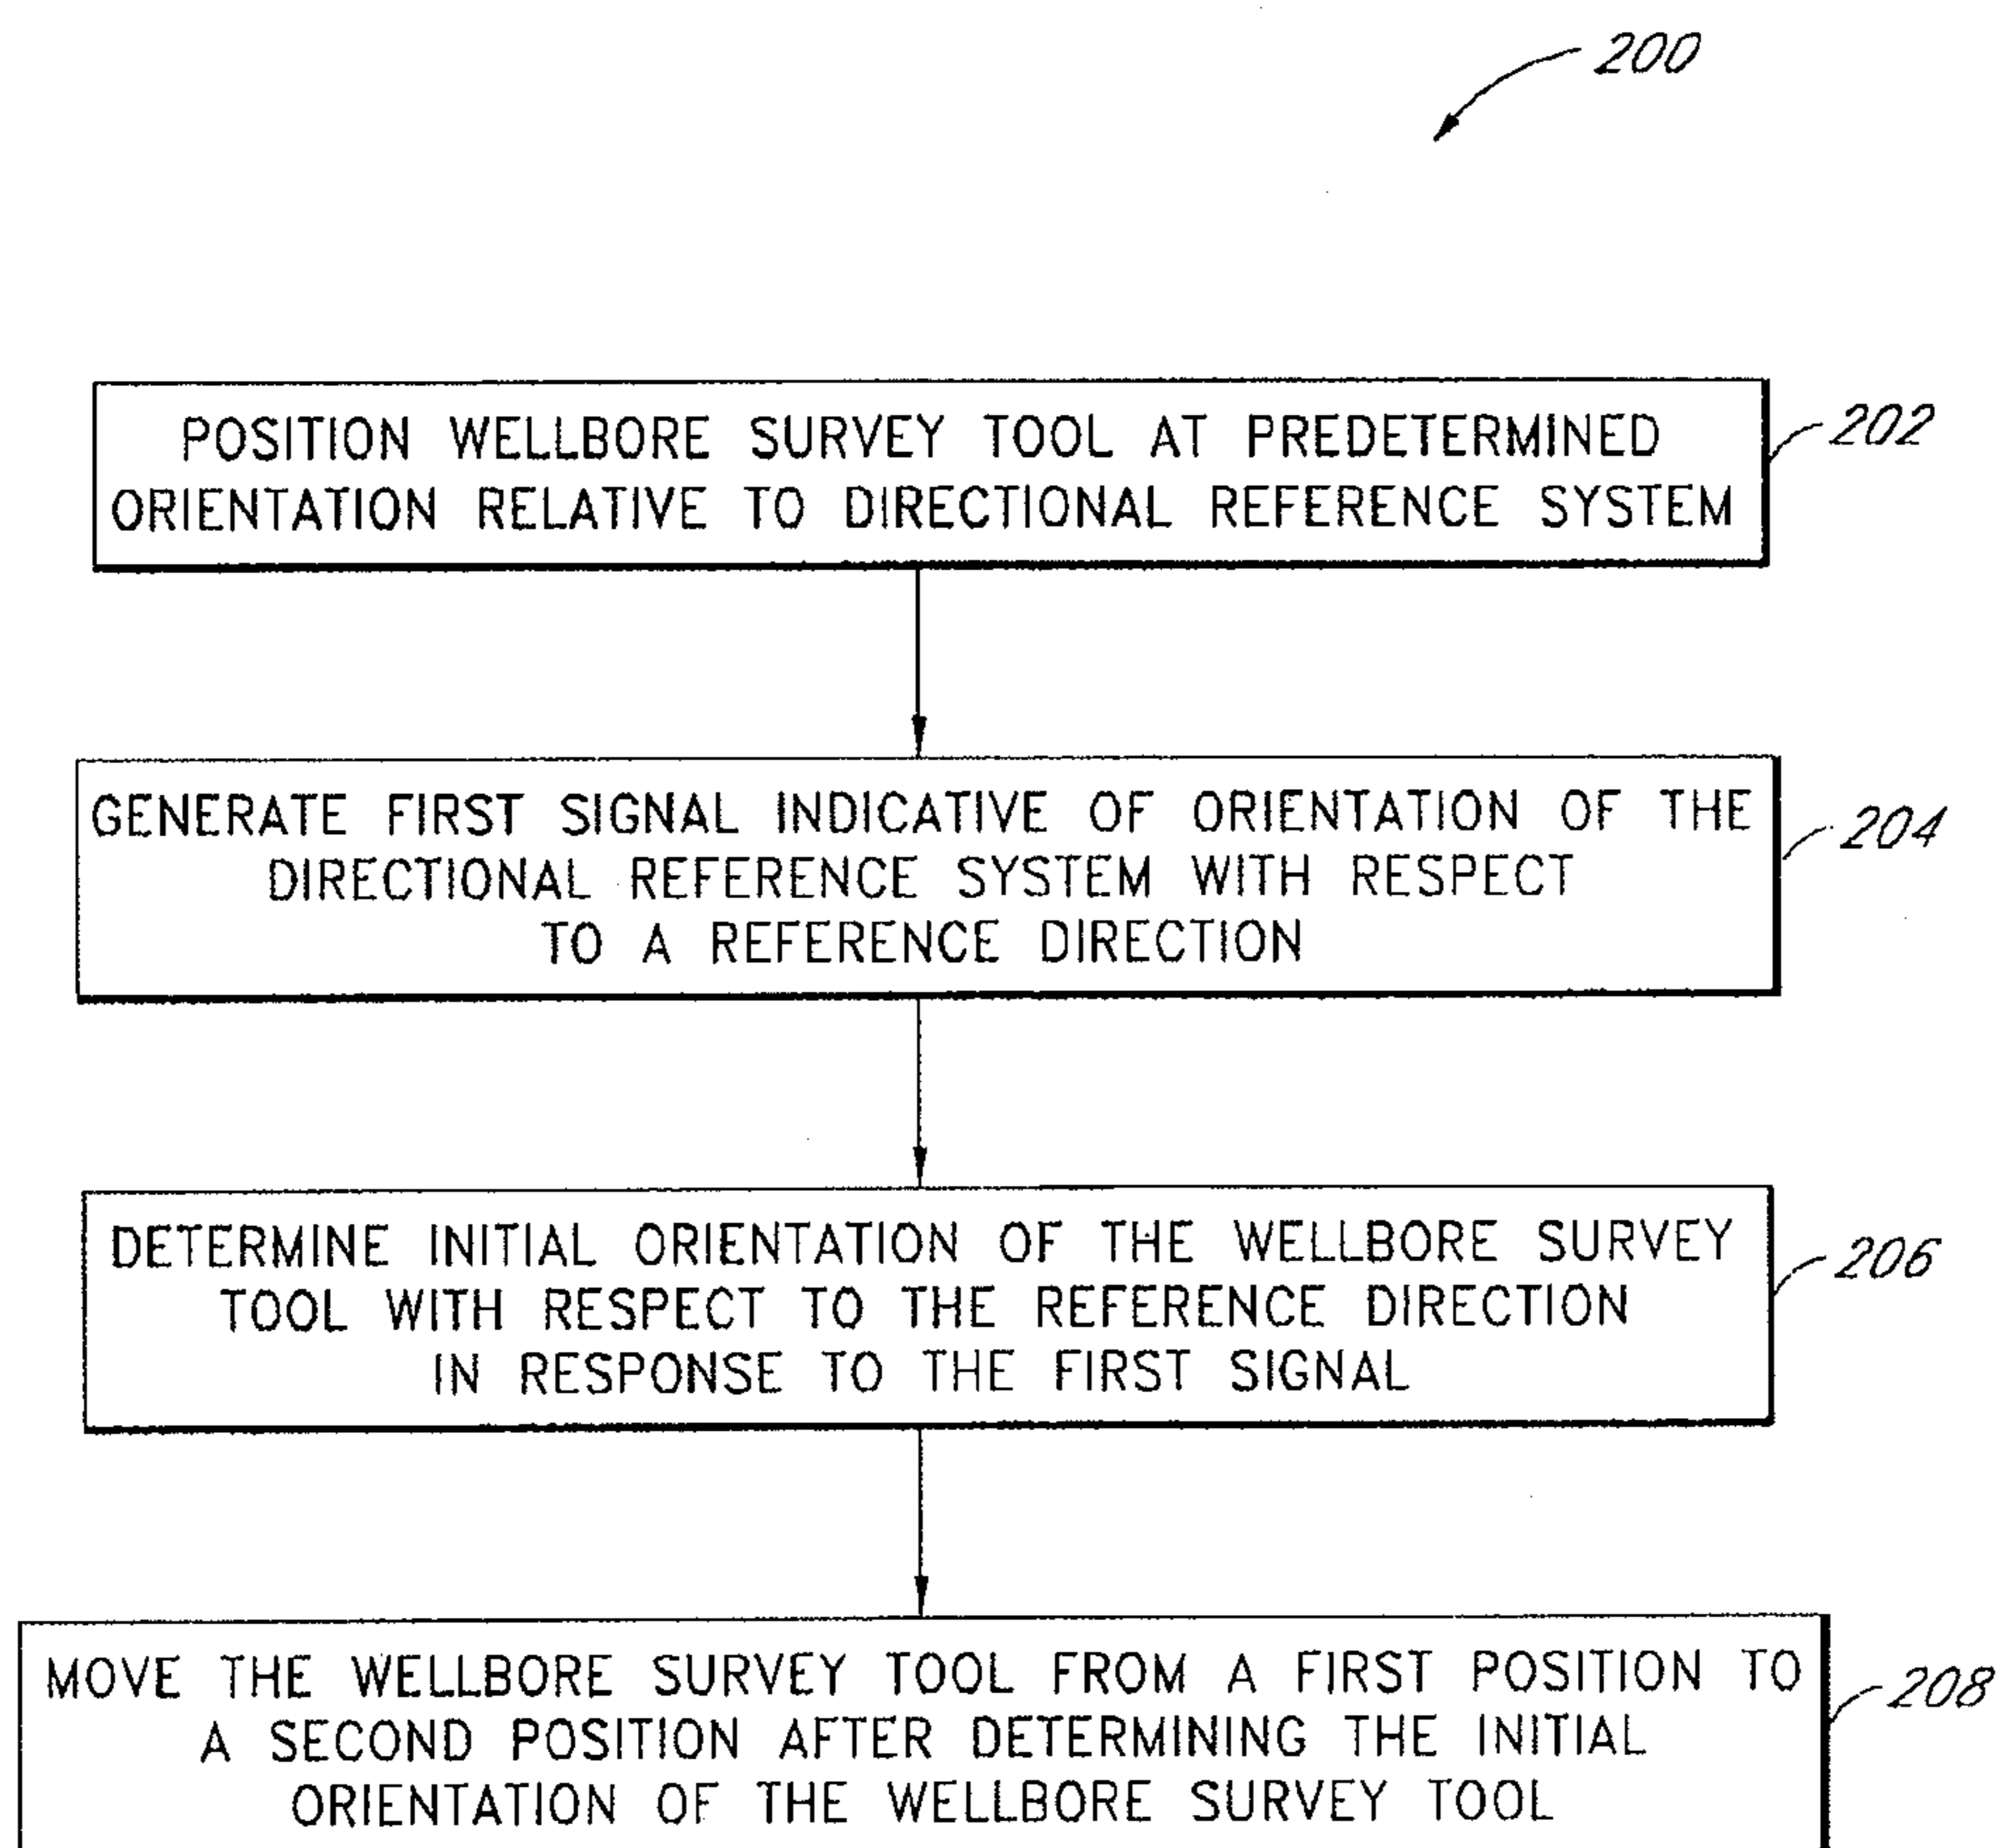 200
POSITION WELLBORE SURVEY TOOL AT PREDETERMINED
ORIENTATION RELATIVE TO DIRECTIONAL REFERENCE SYSTEM
202
GENERATE FIRST SIGNAL INDICATIVE OF ORIENTATION OF THE
DIRECTIONAL REFERENCE SYSTEM WITH RESPECT
TO A REFERENCE DIRECTION
204
DETERMINE INITIAL ORIENTATION OF THE WELLBORE SURVEY
TOOL WITH RESPECT TO THE REFERENCE DIRECTION
IN RESPONSE TO THE FIRST SIGNAL
206
MOVE THE WELLBORE SURVEY TOOL FROM A FIRST POSITION TO
A SECOND POSITION AFTER DETERMINING THE INITIAL
ORIENTATION OF THE WELLBORE SURVEY TOOL
208